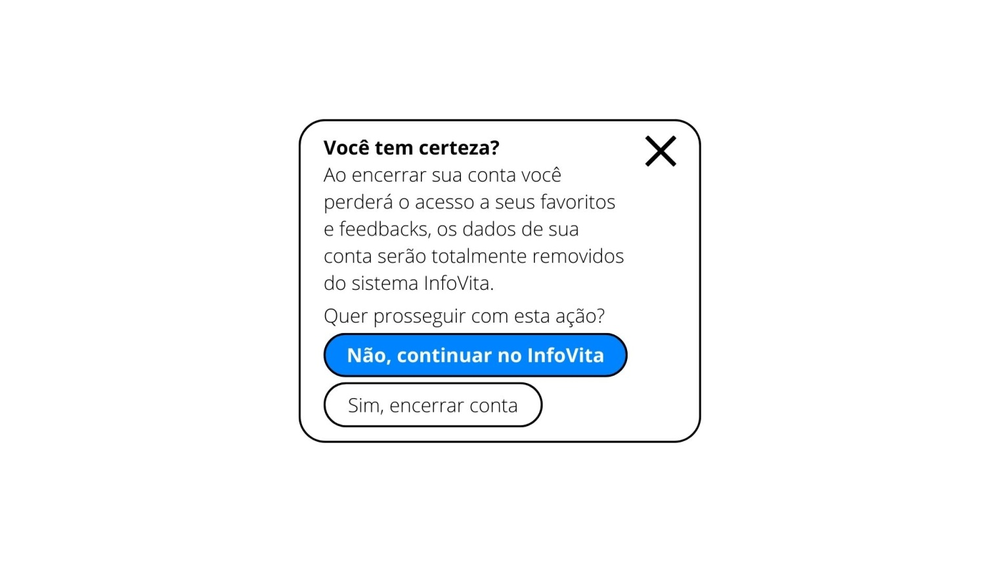 Você tem certeza?
Ao encerrar sua conta você
perderá o acesso a seus favoritos
e feedbacks, os dados de sua
conta serão totalmente removidos
do sistema InfoVita.
Quer prosseguir com esta ação?
Não, continuar no InfoVita
Sim, encerrar conta